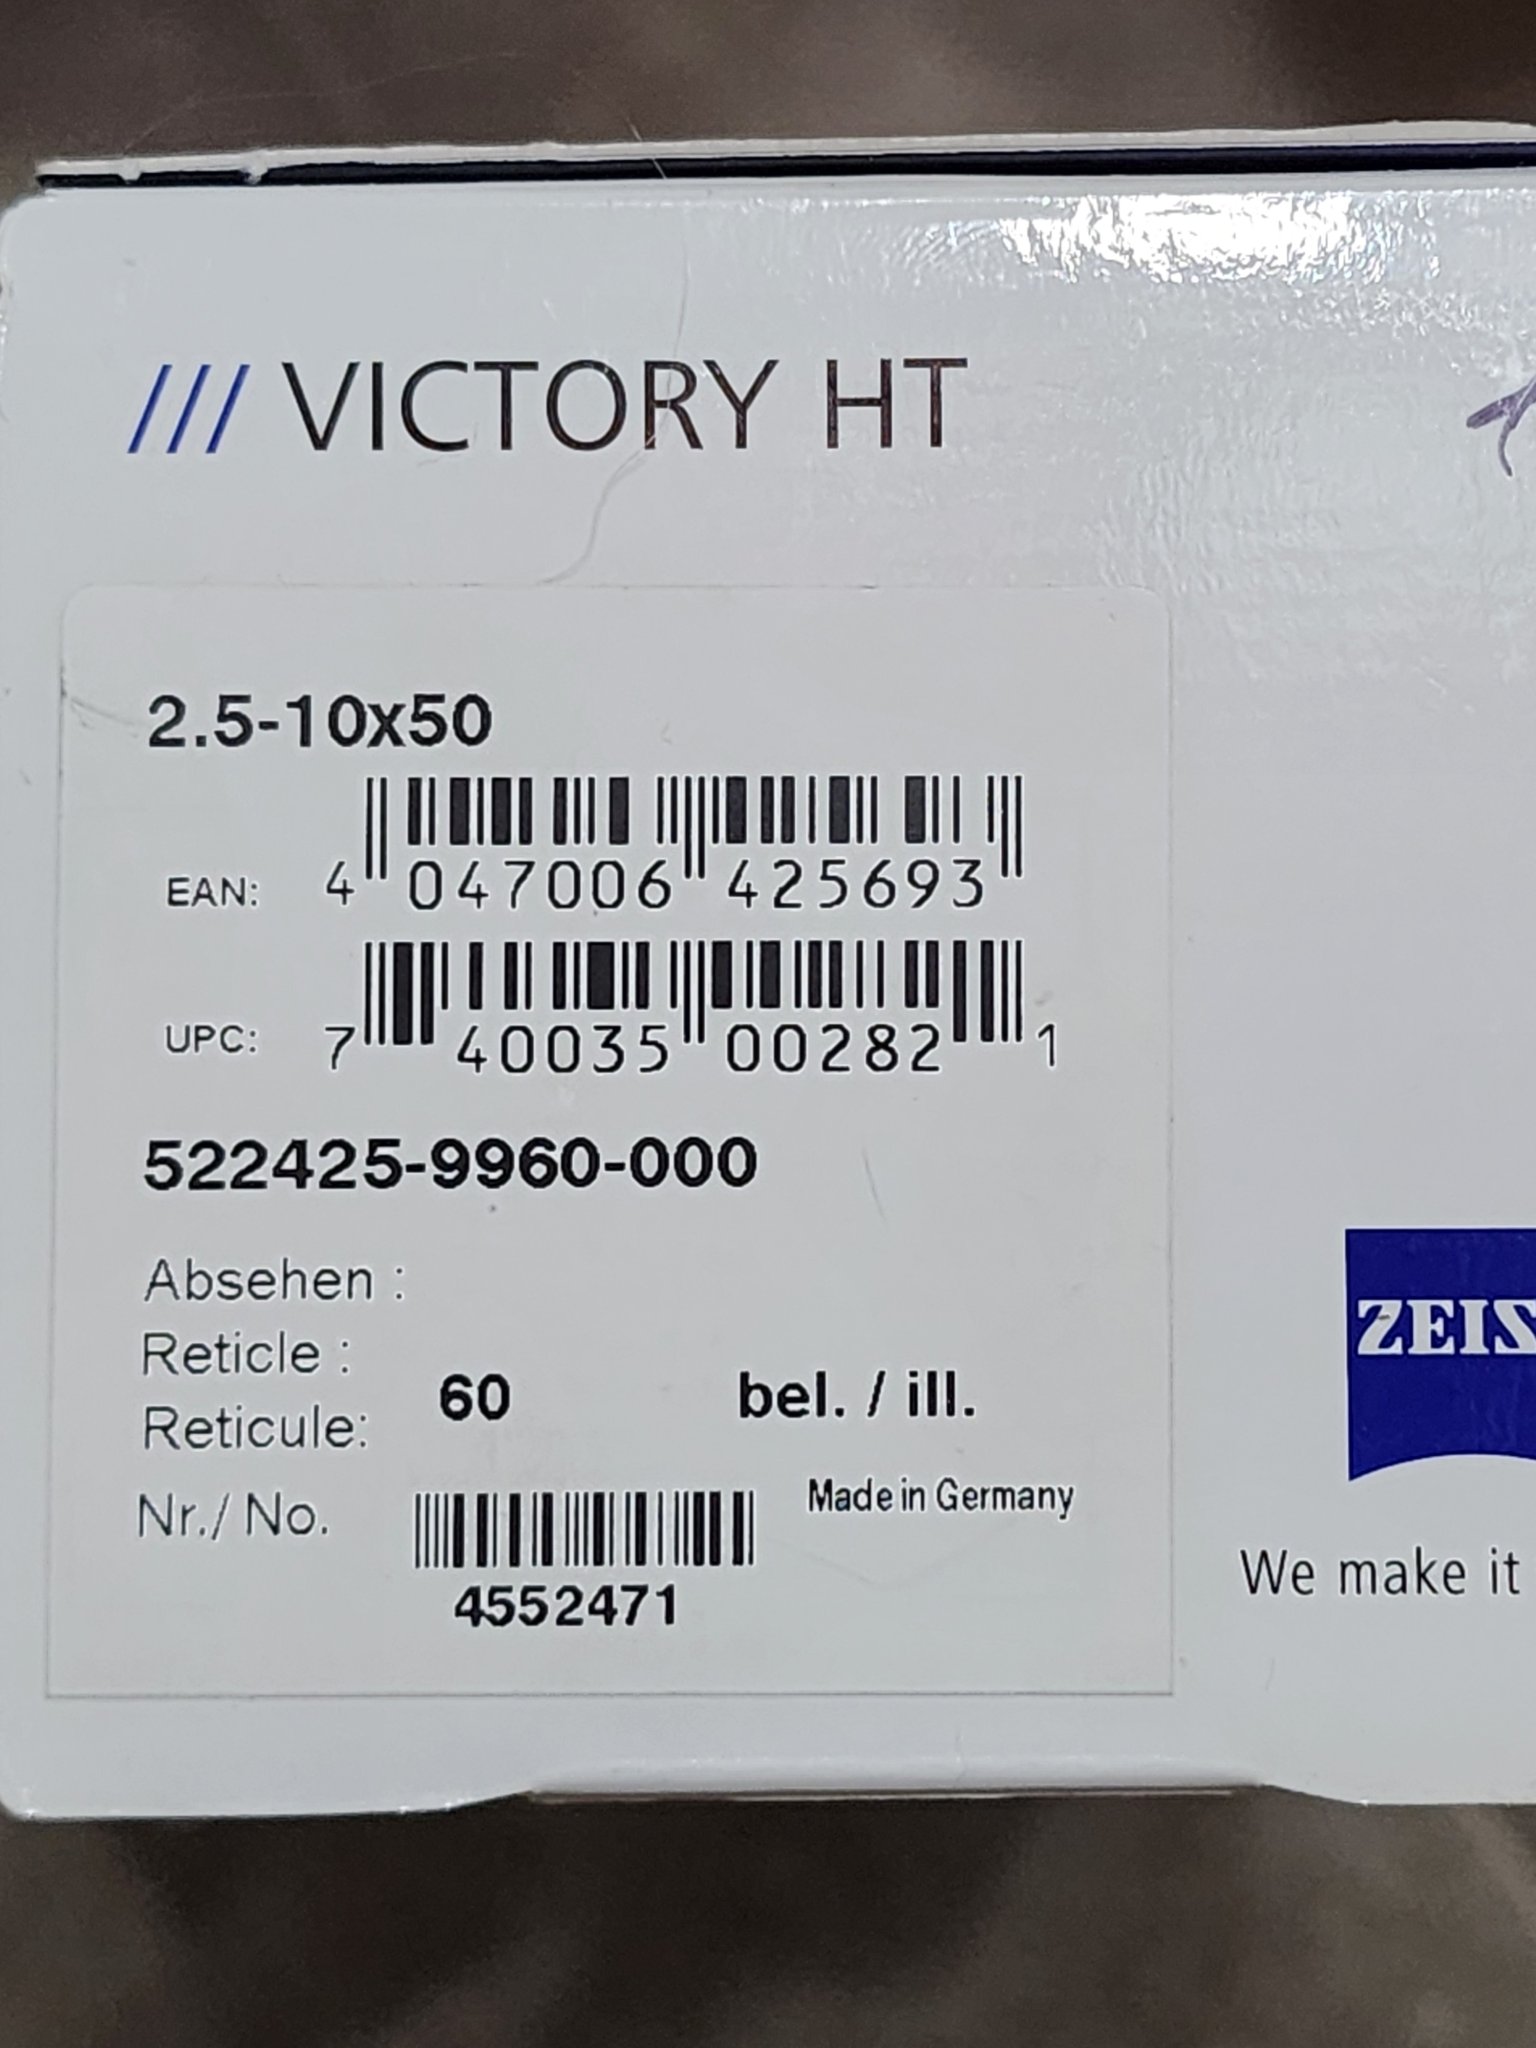 /// VICTORY HT
2.5-10x50
EAN: 4 047006 425693
UPC: 7 40035 00282 1
522425-9960-000
Absehen :
Reticle :
Reticule: 60 bel. / ill.
Nr./ No. Made in Germany
4552471
ZEIS
We make it